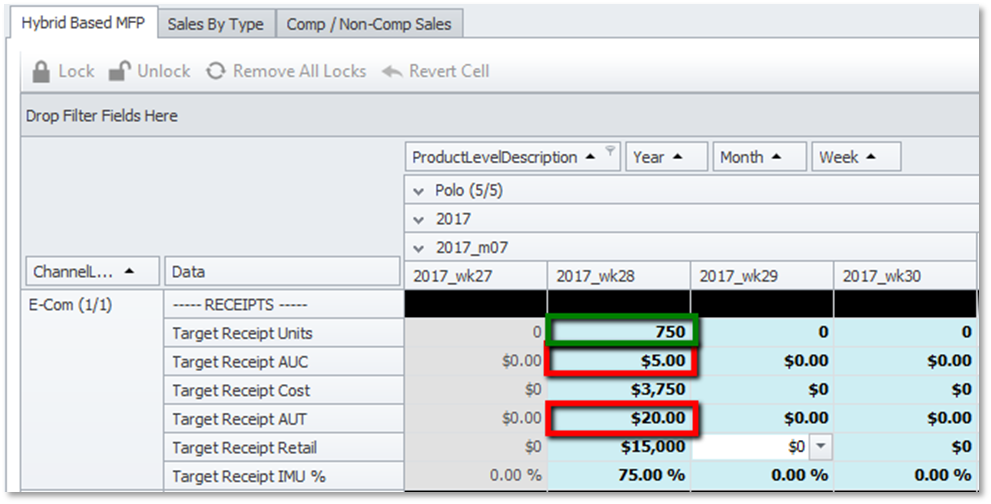 Hybrid Based MFP Sales By Type Comp / Non-Comp Sales
Lock Unlock Remove All Locks Revert Cell
Drop Filter Fields Here
ProductLevelDescription Year Month Week
Polo (5/5)
2017
2017_m07
ChannelL... Data 2017_wk27 2017_wk28 2017_wk29 2017_wk30
E-Com (1/1) ----- RECEIPTS -----
Target Receipt Units 0 750 0 0
Target Receipt AUC $0.00 $5.00 $0.00 $0.00
Target Receipt Cost $0 $3,750 $0 $0
Target Receipt AUT $0.00 $20.00 $0.00 $0.00
Target Receipt Retail $0 $15,000 $0 $0
Target Receipt IMU % 0.00 % 75.00 % 0.00 % 0.00 %